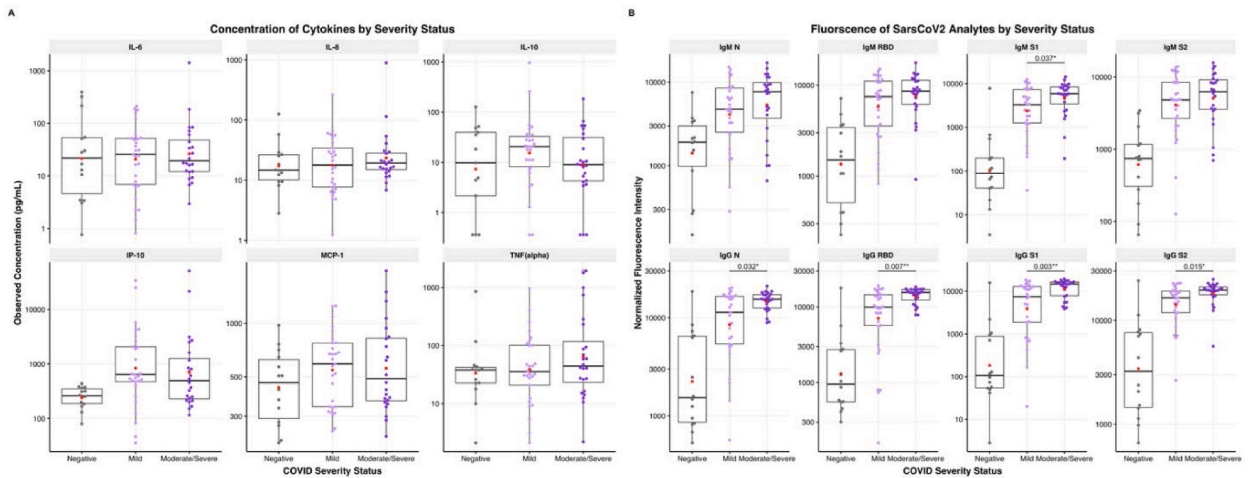 A
Concentration of Cytokines by Severity Status
IL-6
IL-8
IL-10
1000
100
10
1
1000
100
10
1
1000
100
10
1
IP-10
MCP-1
TNF(alpha)
10000
1000
100
1000
500
300
1000
100
10
Observed Concentration (pg/mL)
Negative
Mild
Moderate/Severe
Negative
Mild
Moderate/Severe
Negative
Mild
Moderate/Severe
COVID Severity Status
B
Fluorescence of SarsCoV2 Analytes by Severity Status
IgM N
IgM RBD
IgM S1
IgM S2
10000
3000
1000
300
10000
3000
1000
300
0.037*
10000
3000
1000
300
100
30
10
3
10000
1000
100
IgG N
IgG RBD
IgG S1
IgG S2
30000
10000
3000
1000
0.032*
30000
10000
3000
1000
300
0.007**
10000
1000
100
10
0.003**
30000
10000
3000
1000
0.015*
Normalized Fluorescence Intensity
Negative
Mild Moderate/Severe
Negative
Mild Moderate/Severe
Negative
Mild Moderate/Severe
Negative
Mild Moderate/Severe
COVID Severity Status